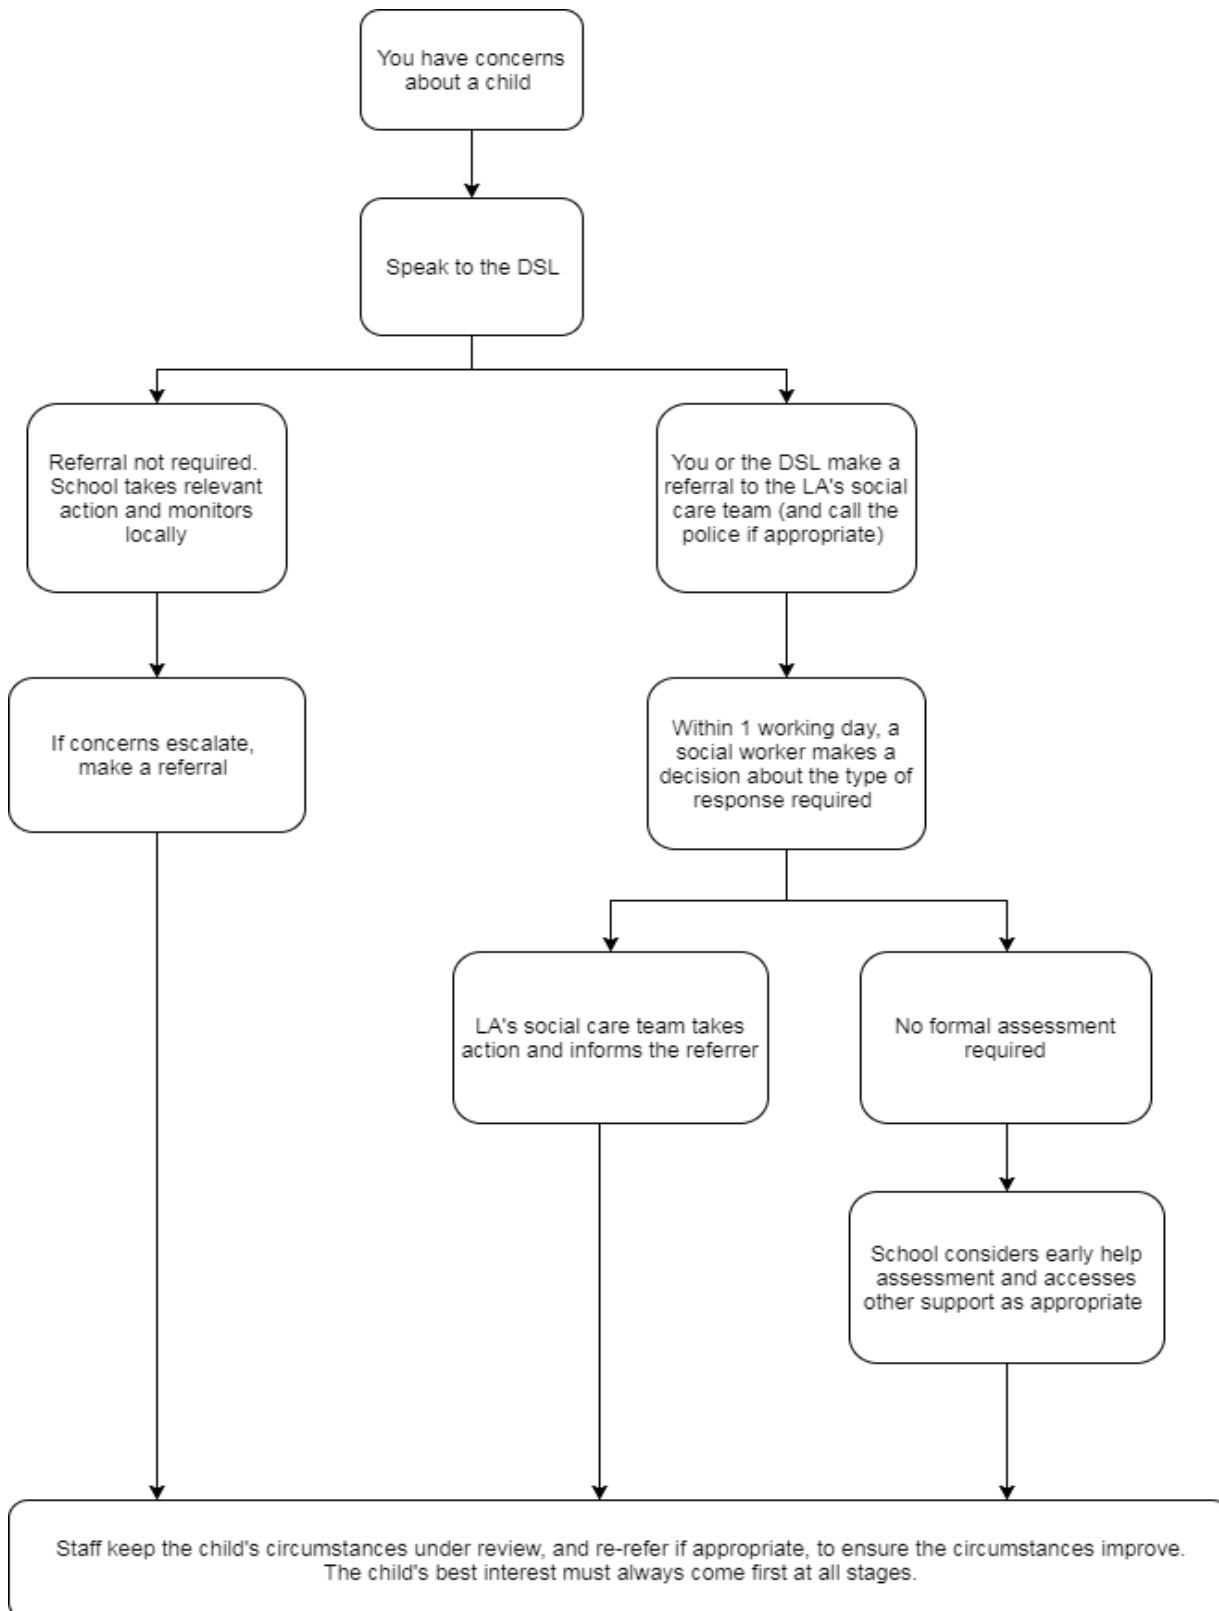 You have concerns
about a child
Speak to the DSL
Referral not required.
School takes relevant
action and monitors
locally
You or the DSL make a
referral to the LA's social
care team (and call the
police if appropriate)
If concerns escalate,
make a referral
Within 1 working day, a
social worker makes a
decision about the type of
response required
LA's social care team takes
action and informs the referrer
No formal assessment
required
School considers early help
assessment and accesses
other support as appropriate
Staff keep the child's circumstances under review, and re-refer if appropriate, to ensure the circumstances improve.
The child's best interest must always come first at all stages.